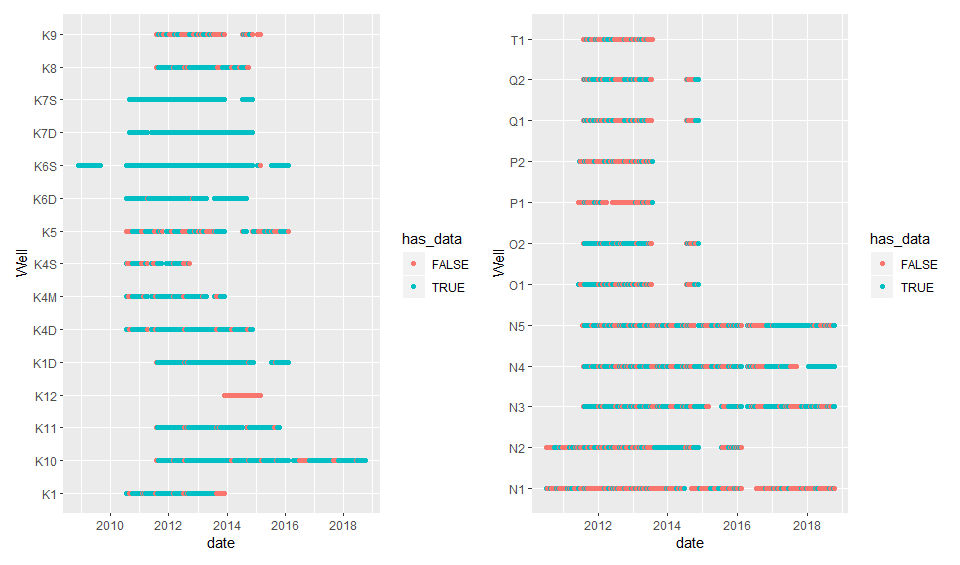 Well
K9
K8
K7S
K7D
K6S
K6D
K5
K4S
K4M
K4D
K1D
K12
K11
K10
K1
2010 2012 2014 2016 2018
date
has_data
FALSE
TRUE
Well
T1
Q2
Q1
P2
P1
O2
O1
N5
N4
N3
N2
N1
2012 2014 2016 2018
date
has_data
FALSE
TRUE